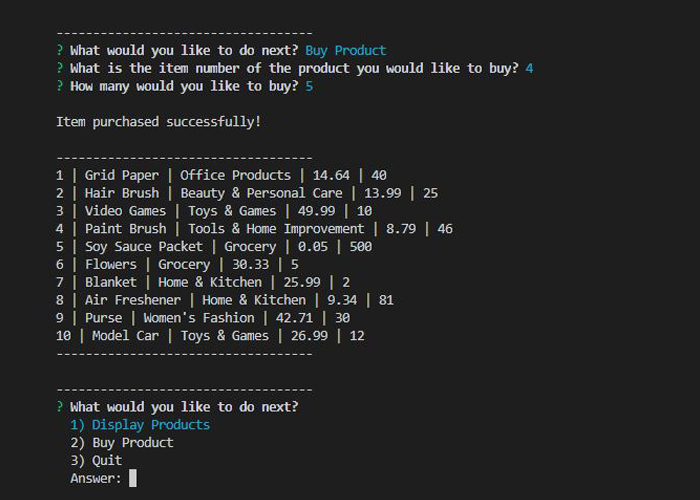 -----------------------------------
? What would you like to do next? Buy Product
? What is the item number of the product you would like to buy? 4
? How many would you like to buy? 5
Item purchased successfully!
-----------------------------------
1 | Grid Paper | Office Products | 14.64 | 40
2 | Hair Brush | Beauty & Personal Care | 13.99 | 25
3 | Video Games | Toys & Games | 49.99 | 10
4 | Paint Brush | Tools & Home Improvement | 8.79 | 46
5 | Soy Sauce Packet | Grocery | 0.05 | 500
6 | Flowers | Grocery | 30.33 | 5
7 | Blanket | Home & Kitchen | 25.99 | 2
8 | Air Freshener | Home & Kitchen | 9.34 | 81
9 | Purse | Women's Fashion | 42.71 | 30
10 | Model Car | Toys & Games | 26.99 | 12
-----------------------------------
-----------------------------------
? What would you like to do next?
1) Display Products
2) Buy Product
3) Quit
Answer: